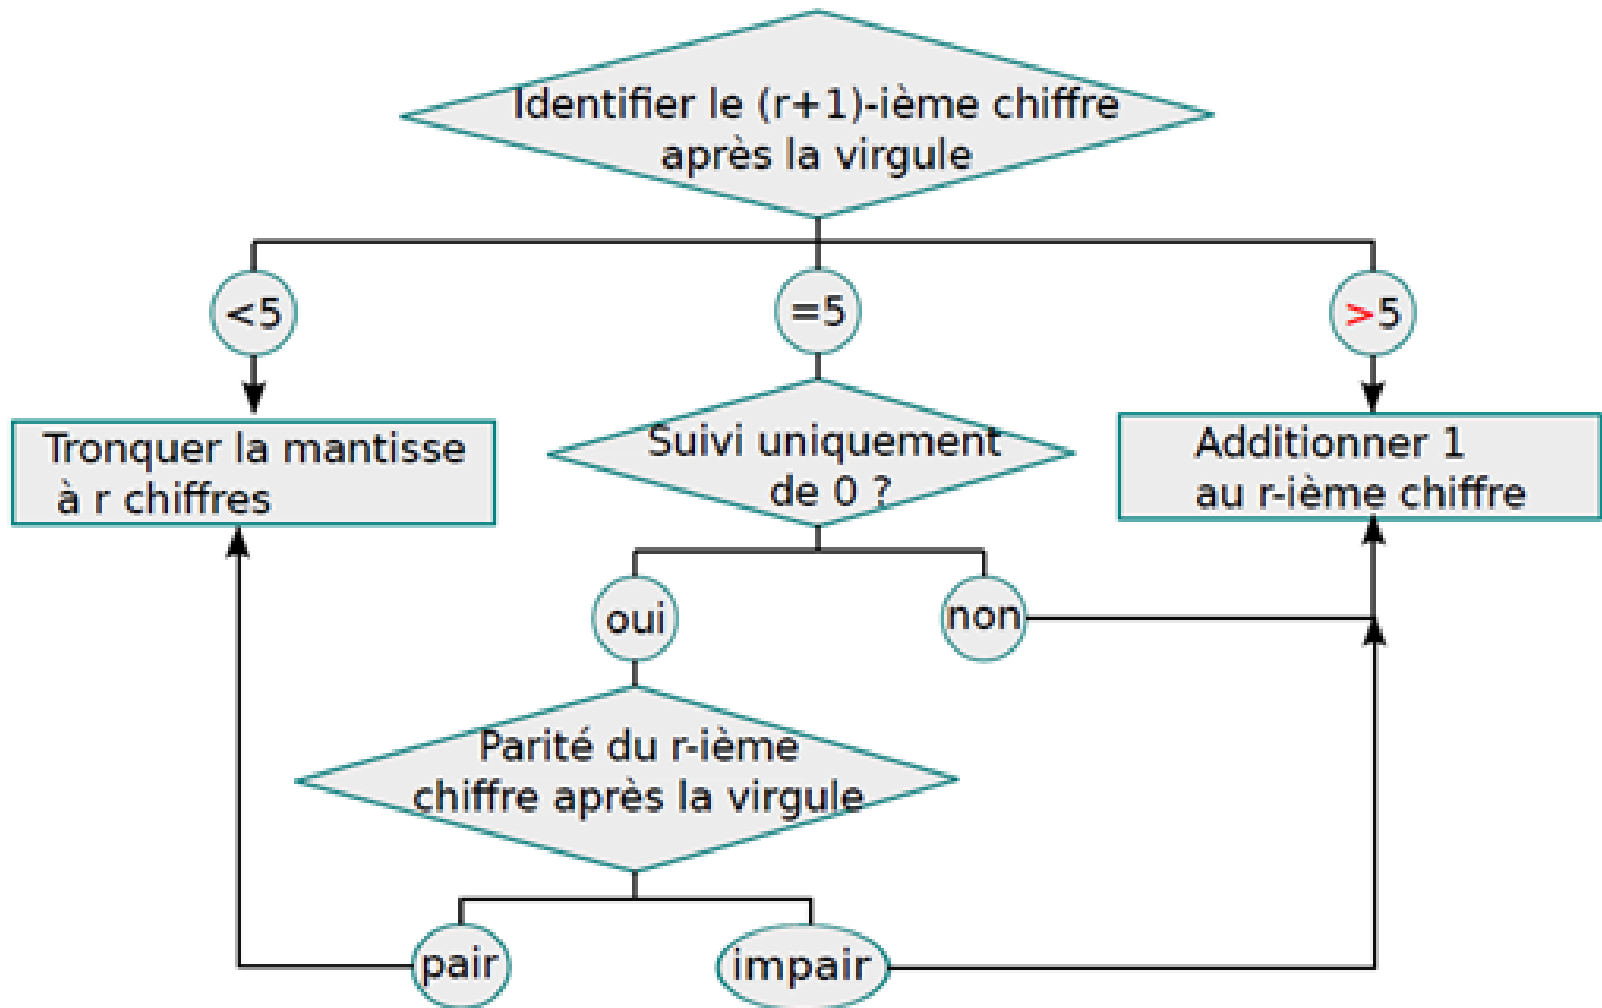 Identifier le (r+1)-ième chiffre
après la virgule
<5
=5
>5
Tronquer la mantisse
à r chiffres
Suivi uniquement
de 0 ?
Additionner 1
au r-ième chiffre
oui
non
Parité du r-ième
chiffre après la virgule
pair
impair